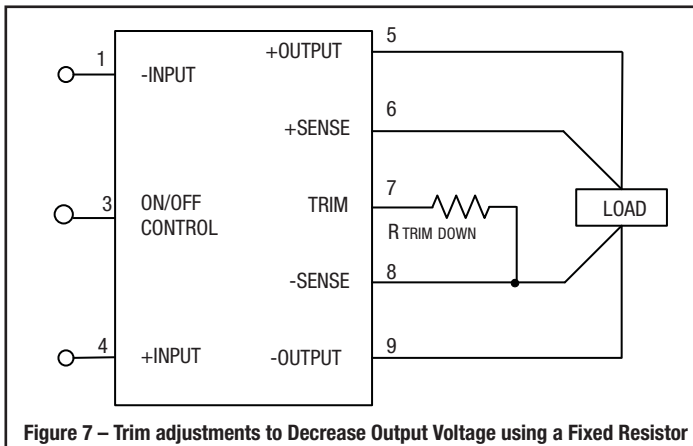 1
-INPUT
3
ON/OFF
CONTROL
4
+INPUT
+OUTPUT
5
+SENSE
6
TRIM
7
R TRIM DOWN
-SENSE
8
-OUTPUT
9
LOAD
Figure 7 – Trim adjustments to Decrease Output Voltage using a Fixed Resistor